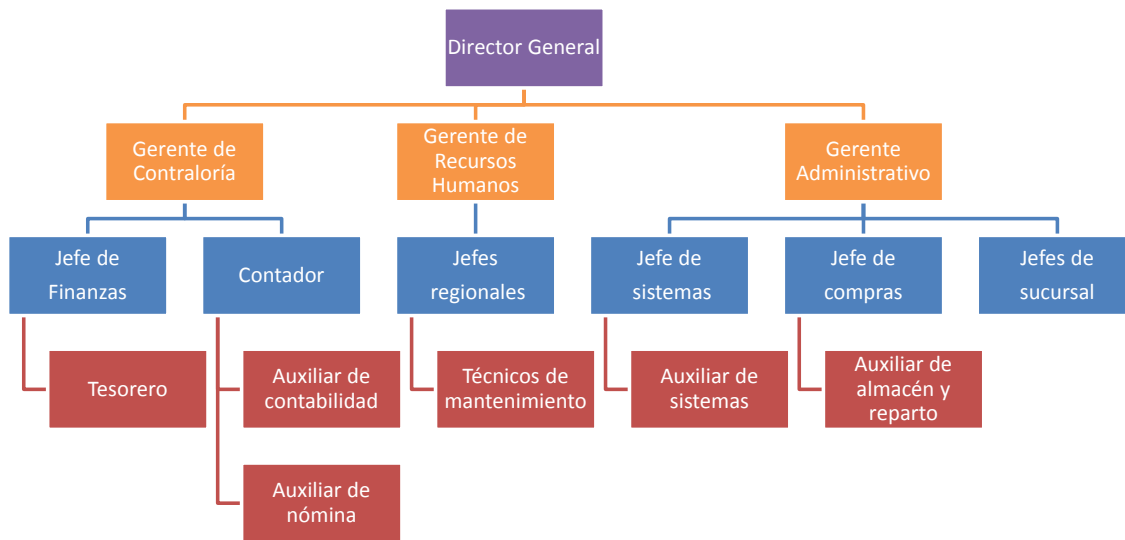 Director General
Gerente de
Contraloría
Gerente de
Recursos
Humanos
Gerente
Administrativo
Jefe de
Finanzas
Contador
Jefes
regionales
Jefe de
sistemas
Jefe de
compras
Jefes de
sucursal
Tesorero
Auxiliar de
contabilidad
Técnicos de
mantenimiento
Auxiliar de
sistemas
Auxiliar de
almacén y
reparto
Auxiliar de
nómina